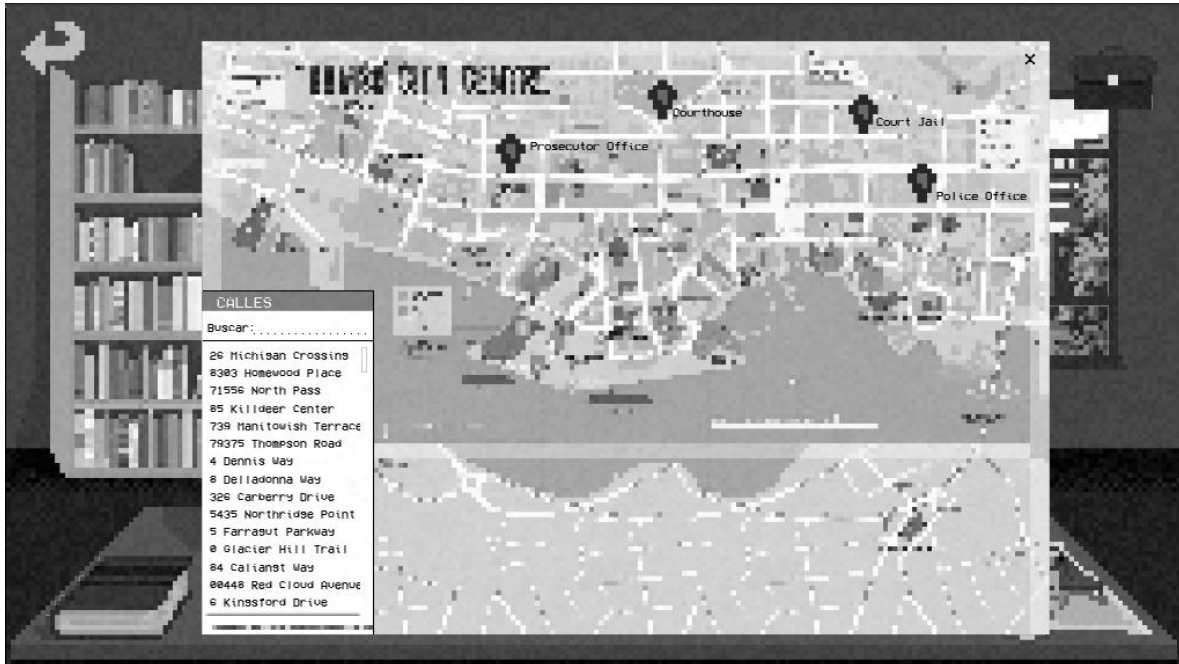 CITY CENTRE
Courthouse
Court Jail
Prosecutor Office
Police Office
CALLES
Buscar:
26 Michigan Crossing
8303 Homewood Place
71556 North Pass
85 Killdeer Center
739 Manitowish Terrace
79375 Thompson Road
4 Dennis Way
8 Delladonna Way
326 Carberry Drive
5435 Northridge Point
5 Farragut Parkway
0 Glacier Hill Trail
84 Caliangt Way
00448 Red Cloud Avenue
6 Kingsford Drive